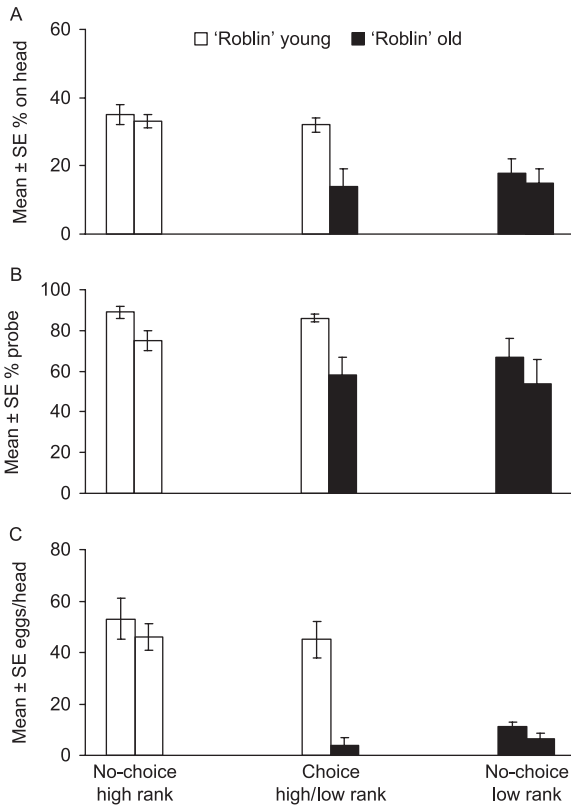 A
Mean ± SE % on head
60
40
20
0
‘Roblin’ young
‘Roblin’ old
B
Mean ± SE % probe
100
80
60
40
20
0
C
Mean ± SE eggs/head
80
60
40
20
0
No-choice
high rank
Choice
high/low rank
No-choice
low rank